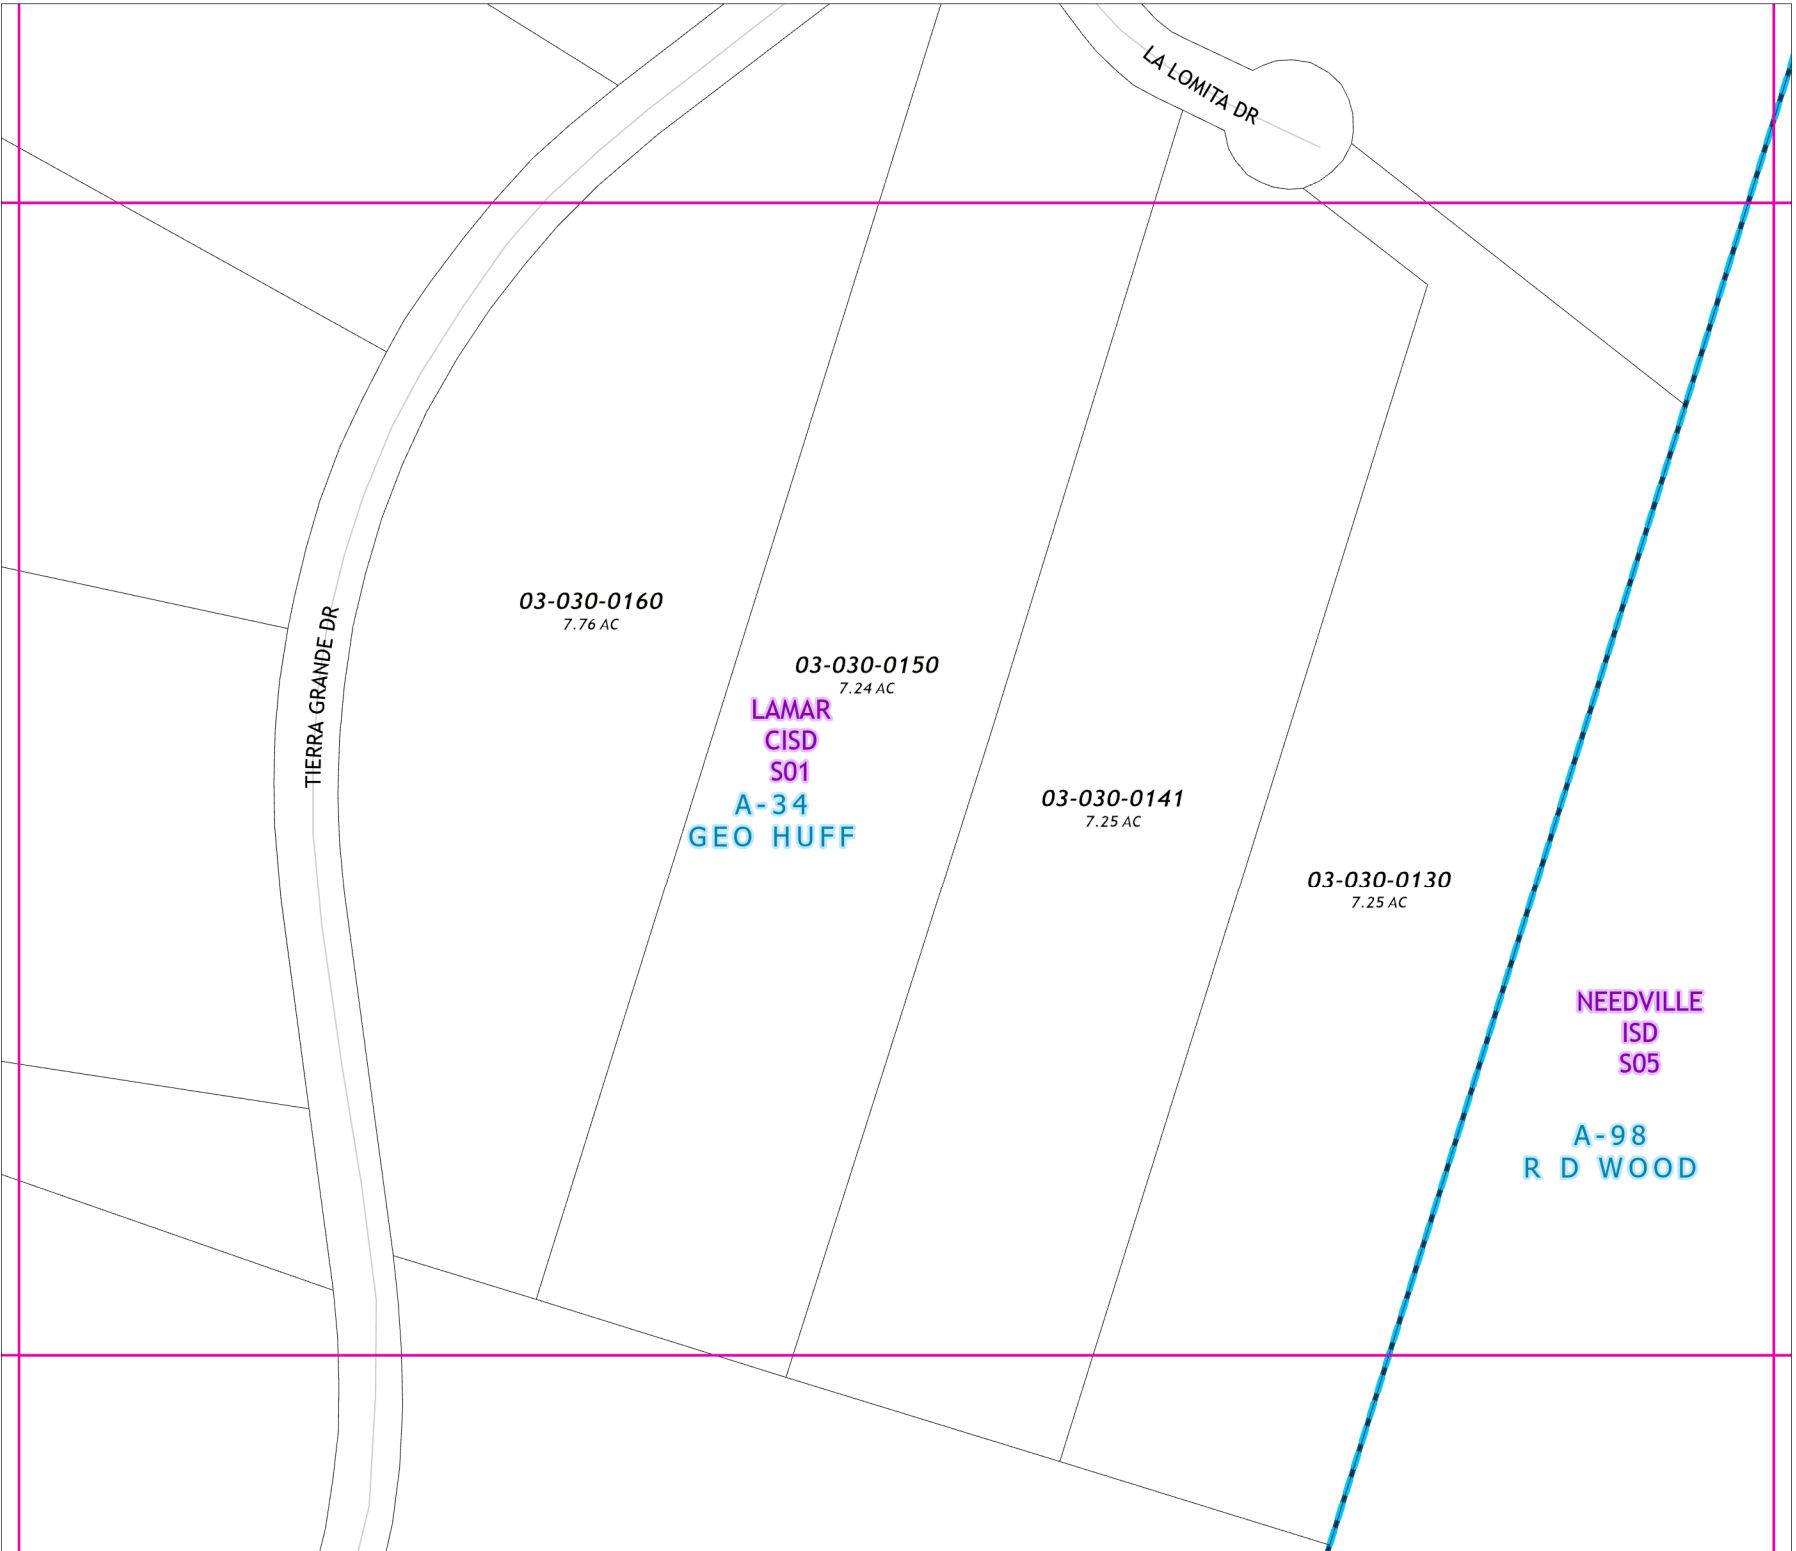 LA LOMITA DR
TIERRA GRANDE DR
03-030-0160
7.76 AC
03-030-0150
7.24 AC
LAMAR
CISD
S01
A-34
GEO HUFF
03-030-0141
7.25 AC
03-030-0130
7.25 AC
NEEDVILLE
ISD
S05
A-98
R D WOOD